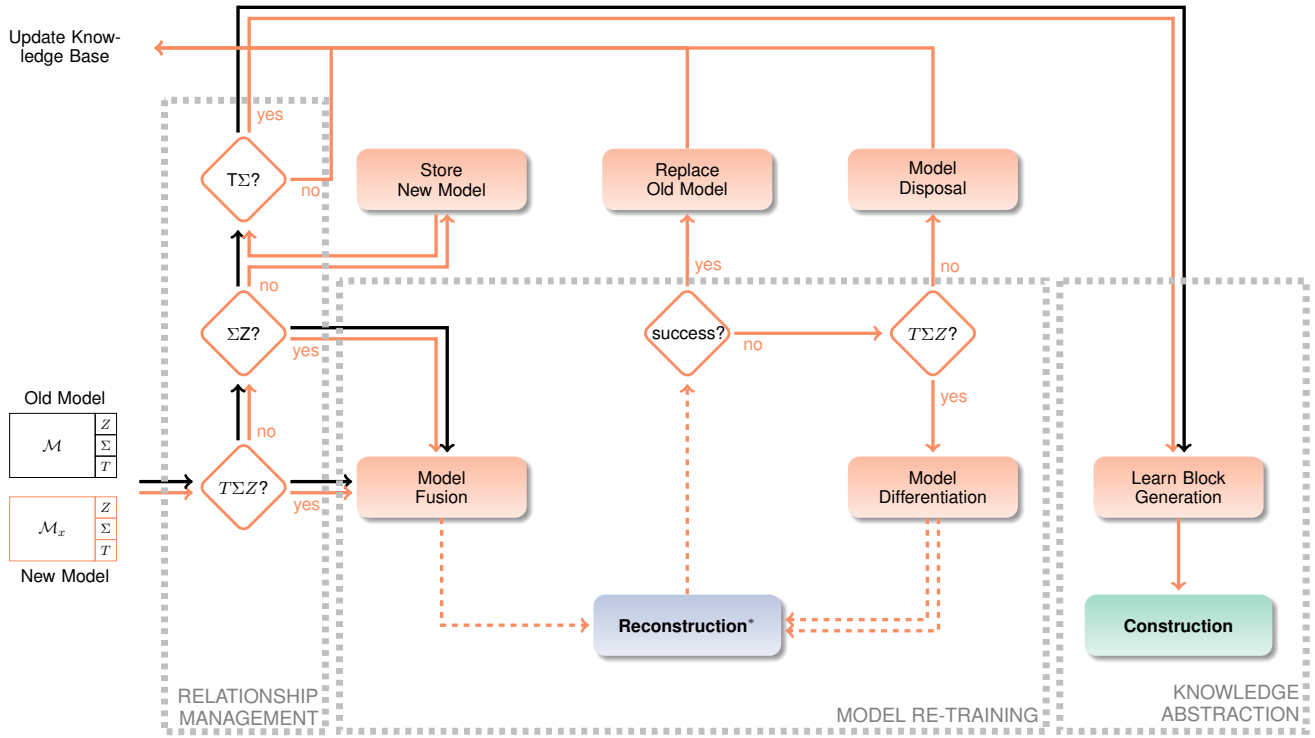 Update Know-
ledge Base
yes
TΣ?
no
Store
New Model
Replace
Old Model
Model
Disposal
no
yes
no
ΣZ?
yes
success?
no
TΣZ?
yes
Old Model
M
Z
Σ
T
no
TΣZ?
yes
Model
Fusion
Model
Differentiation
Learn Block
Generation
M_x
Z
Σ
T
New Model
Reconstruction*
Construction
RELATIONSHIP
MANAGEMENT
MODEL RE-TRAINING
KNOWLEDGE
ABSTRACTION